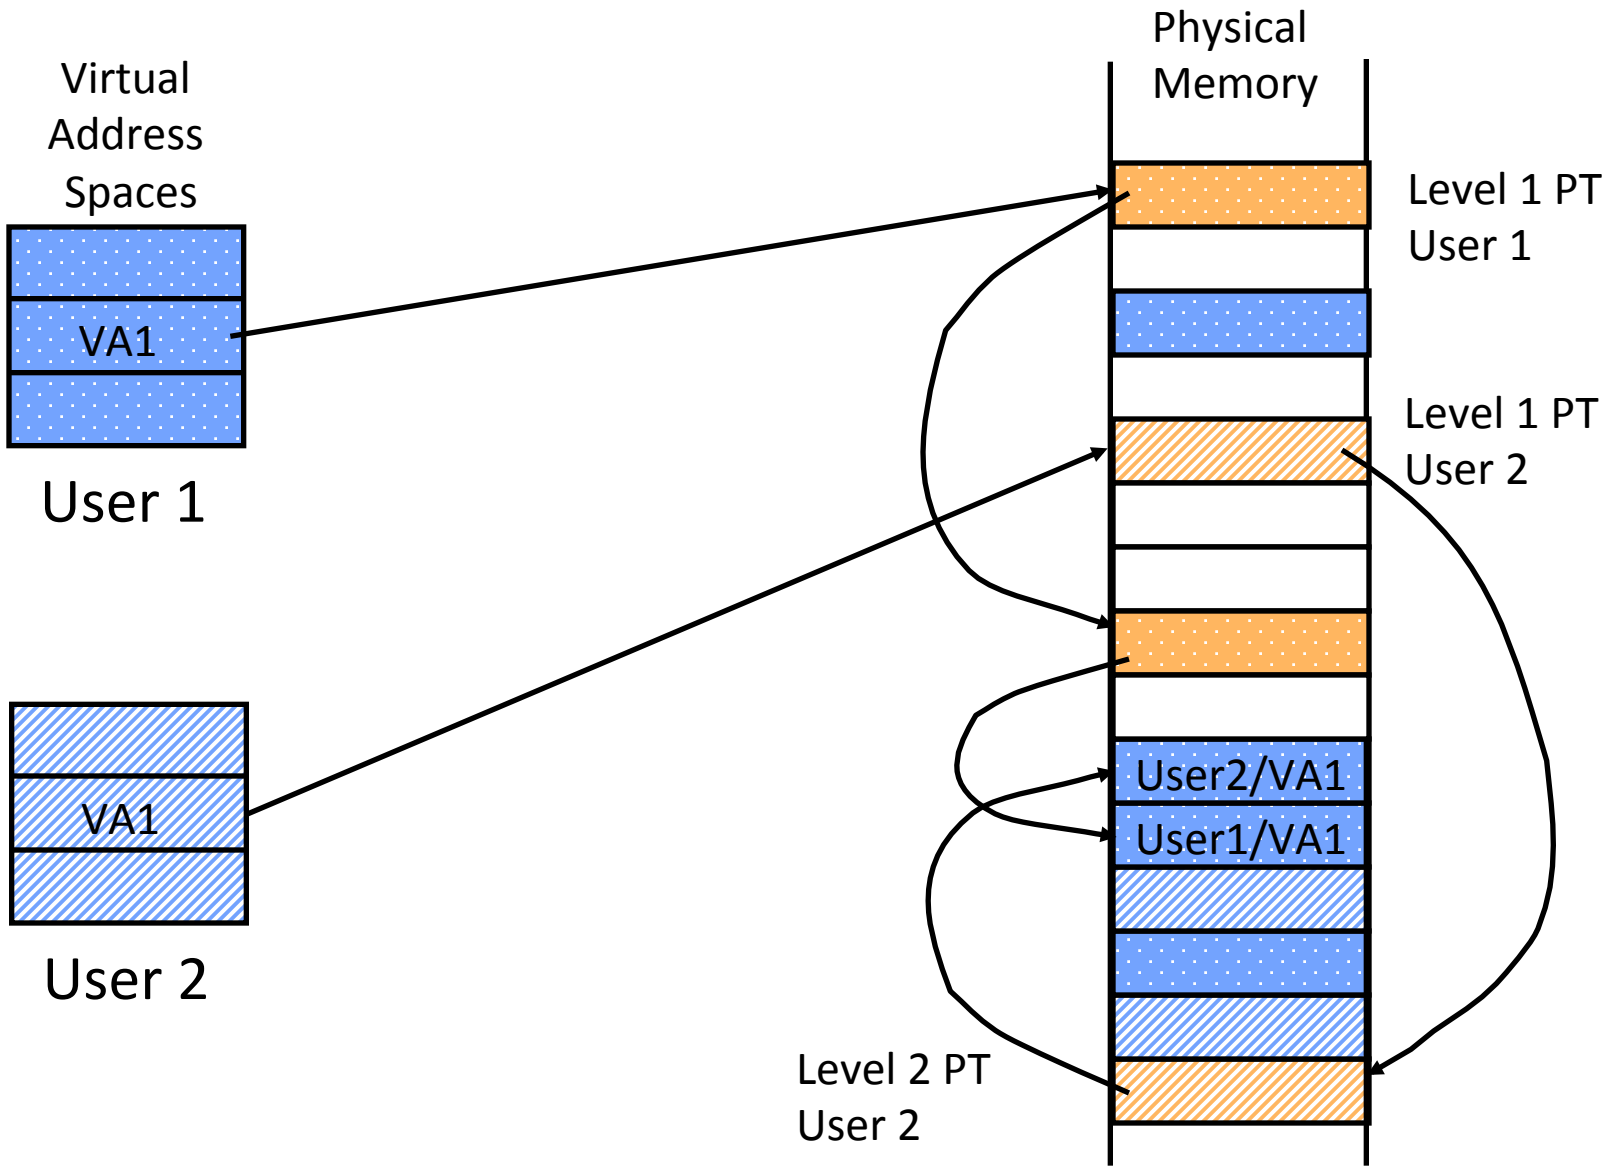 Virtual
Address
Spaces
VA1
User 1
VA1
User 2
Physical
Memory
Level 1 PT
User 1
Level 1 PT
User 2
User2/VA1
User1/VA1
Level 2 PT
User 2